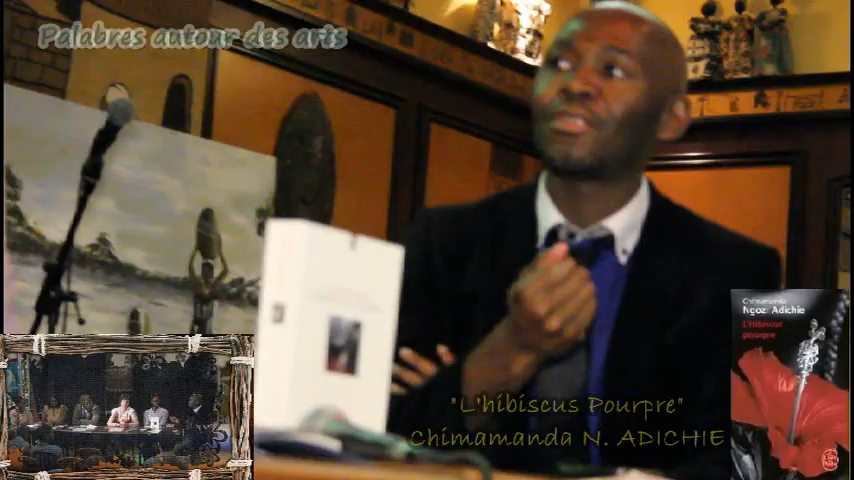 Palabres autour des arts
Chimamanda
Ngozi Adichie
L'Hibiscus
pourpre
"L'hibiscus Pourpre"
Chimamanda N. ADICHIE